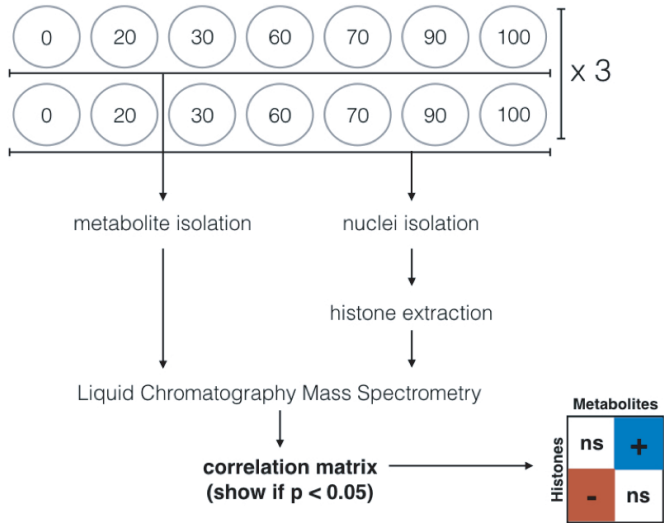 0 20 30 60 70 90 100
x 3
0 20 30 60 70 90 100
metabolite isolation
nuclei isolation
histone extraction
Liquid Chromatography Mass Spectrometry
correlation matrix
(show if p < 0.05)
Metabolites
Histones
ns +
- ns